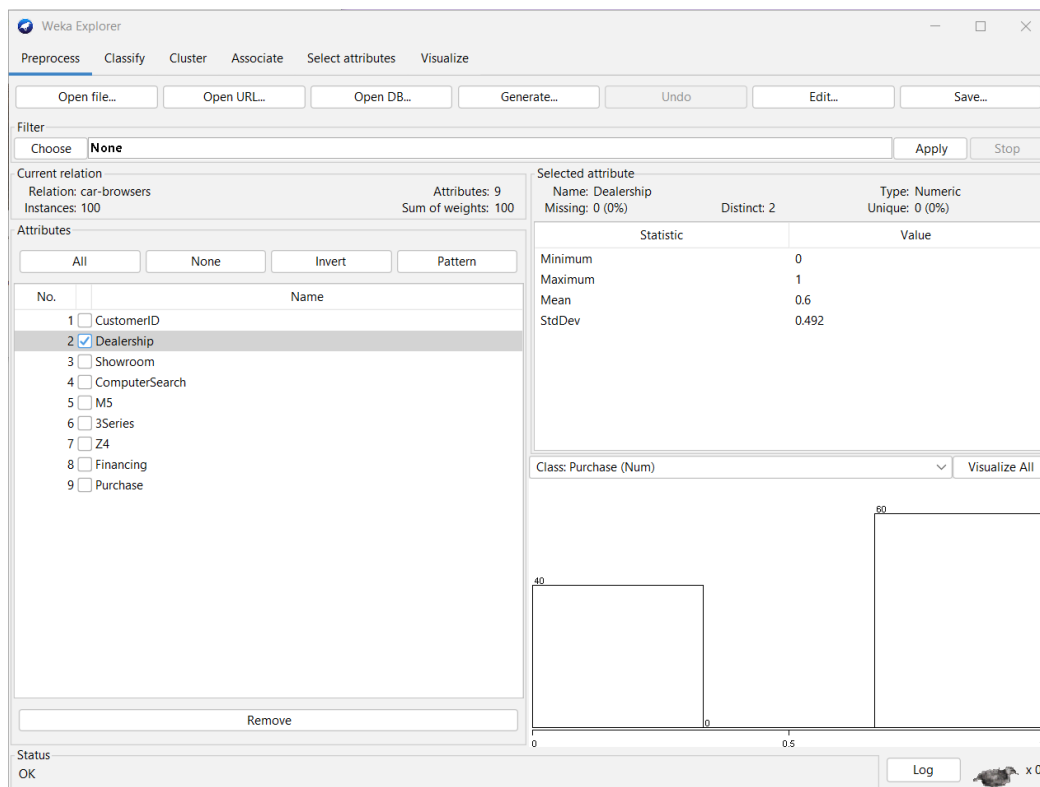 Weka Explorer
Preprocess Classify Cluster Associate Select attributes Visualize
Open file... Open URL... Open DB... Generate... Undo Edit... Save...
Filter
Choose None Apply Stop
Current relation
Relation: car-browsers Attributes: 9
Instances: 100 Sum of weights: 100
Attributes
All None Invert Pattern
No. Name
1 CustomerID
2 Dealership
3 Showroom
4 ComputerSearch
5 M5
6 3Series
7 Z4
8 Financing
9 Purchase
Remove
Selected attribute
Name: Dealership Type: Numeric
Missing: 0 (0%) Distinct: 2 Unique: 0 (0%)
Statistic Value
Minimum 0
Maximum 1
Mean 0.6
StdDev 0.492
Class: Purchase (Num) Visualize All
60
40
0
0 0.5
Status
OK
Log x 0